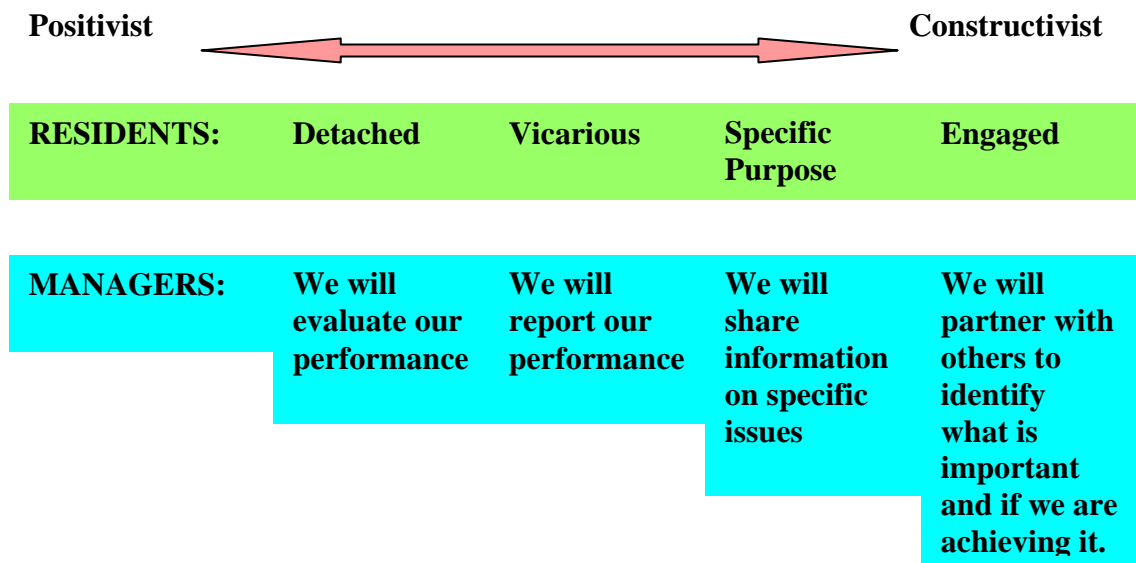 Positivist
Constructivist
RESIDENTS:
Detached
Vicarious
Specific
Purpose
Engaged
MANAGERS:
We will
evaluate our
performance
We will
report our
performance
We will
share
information
on specific
issues
We will
partner with
others to
identify
what is
important
and if we are
achieving it.